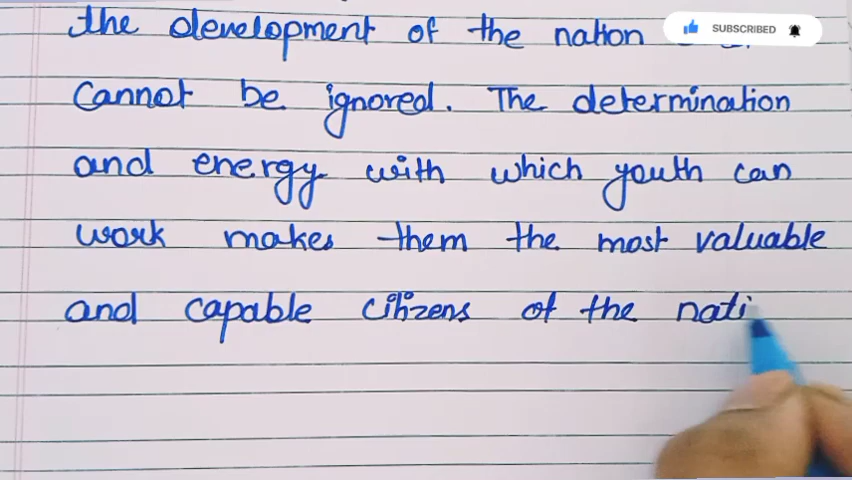 the development of the nation
SUBSCRIBED
cannot be ignored. The determination
and energy with which youth can
work makes them the most valuable
and capable citizens of the nati